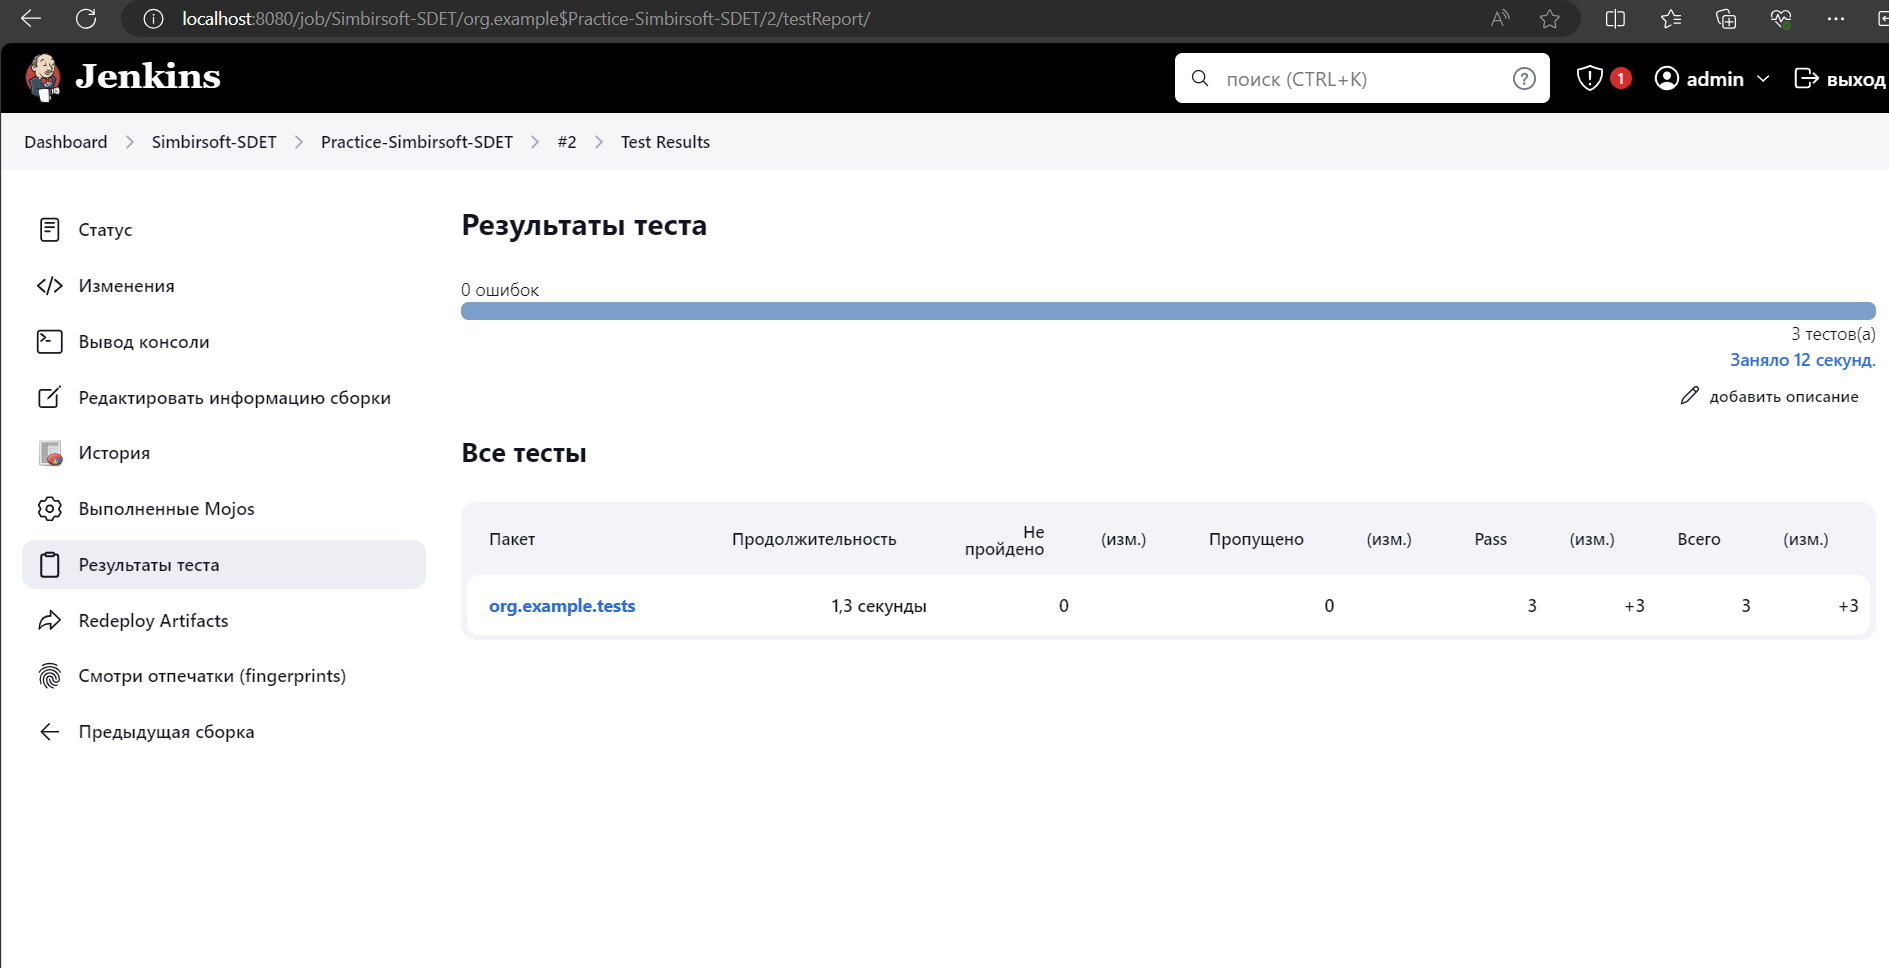 localhost:8080/job/Simbirsoft-SDET/org.example$Practice-Simbirsoft-SDET/2/testReport/
Jenkins
поиск (CTRL+K)
1
admin
выход
Dashboard
Simbirsoft-SDET
Practice-Simbirsoft-SDET
#2
Test Results
Статус
Изменения
Вывод консоли
Редактировать информацию сборки
История
Выполненные Mojos
Результаты теста
Redeploy Artifacts
Смотри отпечатки (fingerprints)
Предыдущая сборка
Результаты теста
0 ошибок
3 тестов(а)
Заняло 12 секунд.
добавить описание
Все тесты
Пакет Продолжительность Не пройдено (изм.) Пропущено (изм.) Pass (изм.) Всего (изм.)
org.example.tests 1,3 секунды 0 0 3 +3 3 +3